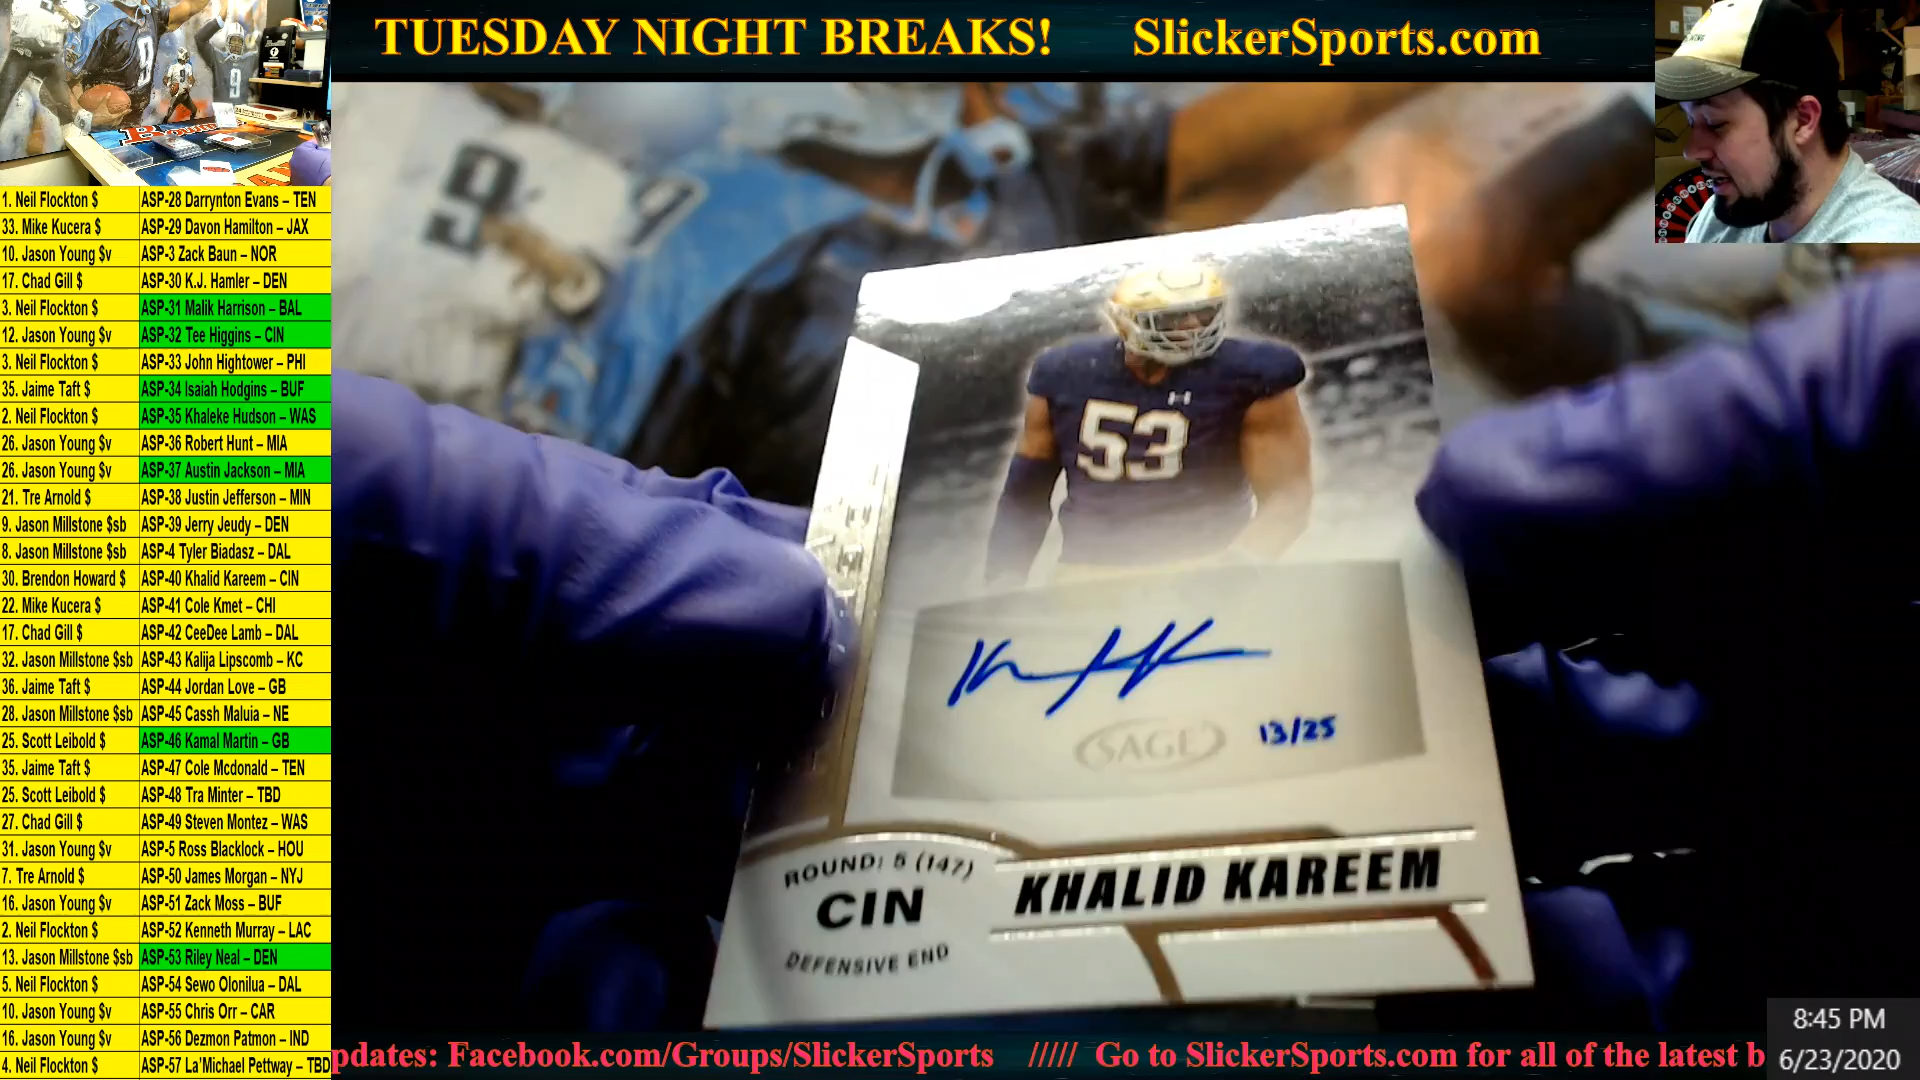 TUESDAY NIGHT BREAKS! SlickerSports.com
1. Neil Flockton $ ASP-28 Darrynton Evans – TEN
33. Mike Kucera $ ASP-29 Davon Hamilton – JAX
10. Jason Young $v ASP-3 Zack Baun – NOR
17. Chad Gill $ ASP-30 K.J. Hamler – DEN
3. Neil Flockton $ ASP-31 Malik Harrison – BAL
12. Jason Young $v ASP-32 Tee Higgins – CIN
3. Neil Flockton $ ASP-33 John Hightower – PHI
35. Jaime Taft $ ASP-34 Isaiah Hodgins – BUF
2. Neil Flockton $ ASP-35 Khaleke Hudson – WAS
26. Jason Young $v ASP-36 Robert Hunt – MIA
26. Jason Young $v ASP-37 Austin Jackson – MIA
21. Tre Arnold $ ASP-38 Justin Jefferson – MIN
9. Jason Millstone $sb ASP-39 Jerry Jeudy – DEN
8. Jason Millstone $sb ASP-4 Tyler Biadasz – DAL
30. Brendon Howard $ ASP-40 Khalid Kareem – CIN
22. Mike Kucera $ ASP-41 Cole Kmet – CHI
17. Chad Gill $ ASP-42 CeeDee Lamb – DAL
32. Jason Millstone $sb ASP-43 Kalija Lipscomb – KC
36. Jaime Taft $ ASP-44 Jordan Love – GB
28. Jason Millstone $sb ASP-45 Cassh Maluia – NE
25. Scott Leibold $ ASP-46 Kamal Martin – GB
35. Jaime Taft $ ASP-47 Cole Mcdonald – TEN
25. Scott Leibold $ ASP-48 Tra Minter – TBD
27. Chad Gill $ ASP-49 Steven Montez – WAS
31. Jason Young $v ASP-5 Ross Blacklock – HOU
7. Tre Arnold $ ASP-50 James Morgan – NYJ
16. Jason Young $v ASP-51 Zack Moss – BUF
2. Neil Flockton $ ASP-52 Kenneth Murray – LAC
13. Jason Millstone $sb ASP-53 Riley Neal – DEN
5. Neil Flockton $ ASP-54 Sewo Olonilua – DAL
10. Jason Young $v ASP-55 Chris Orr – CAR
16. Jason Young $v ASP-56 Dezmon Patmon – IND
4. Neil Flockton $ ASP-57 La'Michael Pettway – TBD
9
9
53
SAGE 13/25
ROUND: 5 (147)
CIN
DEFENSIVE END
KHALID KAREEM
pdates: Facebook.com/Groups/SlickerSports ///// Go to SlickerSports.com for all of the latest b
8:45 PM
6/23/2020